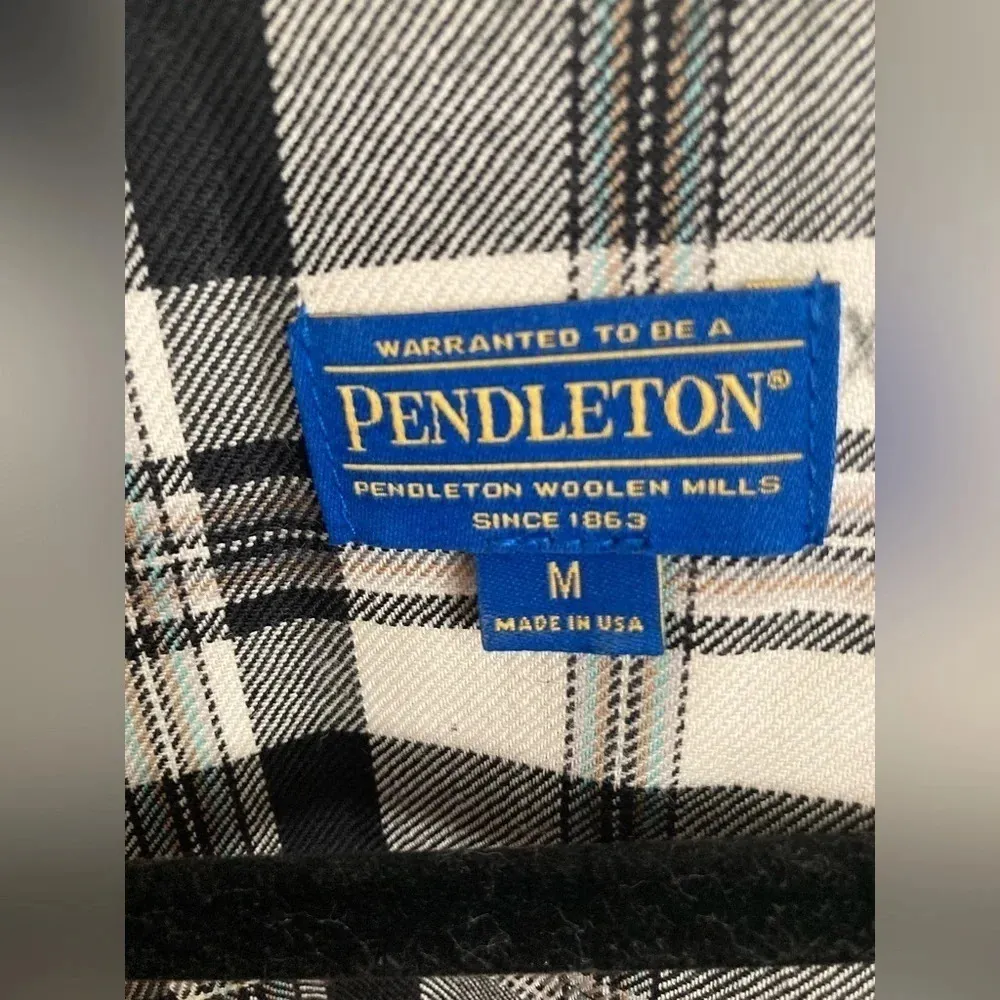 WARRANTED TO BE A
PENDLETON®
PENDLETON WOOLEN MILLS
SINCE 1863
M
MADE IN USA